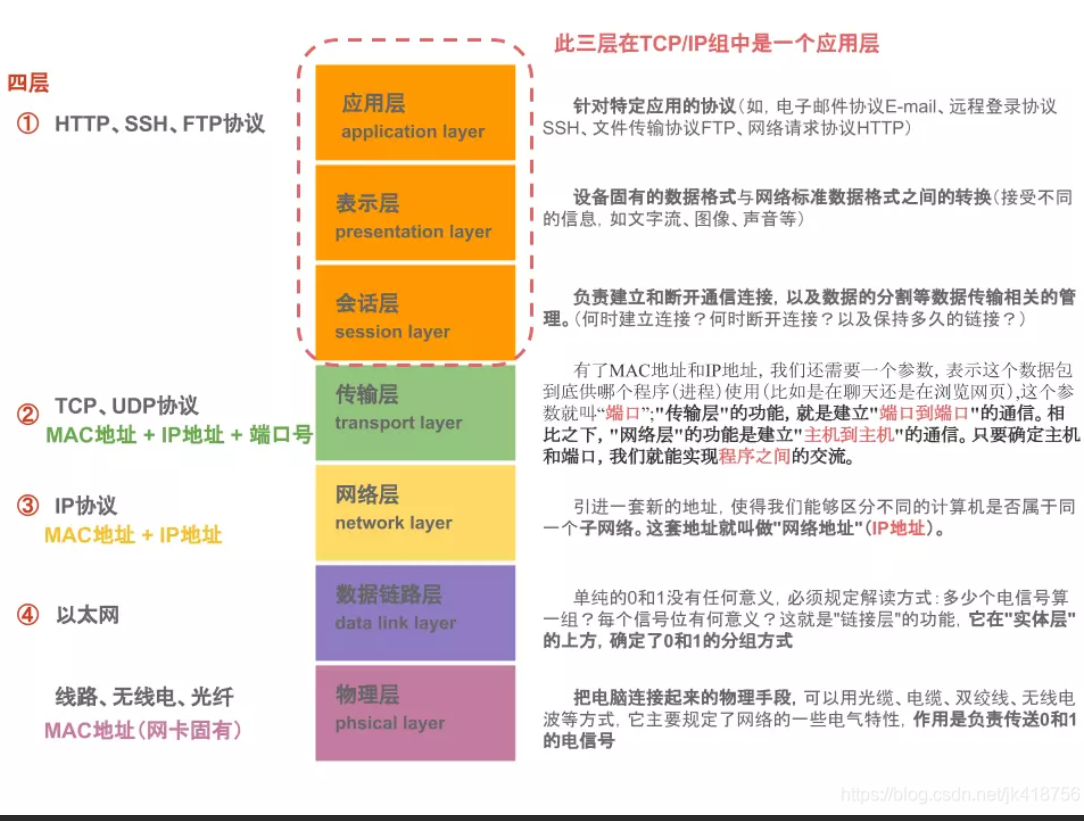 此三层在TCP/IP组中是一个应用层
四层
① HTTP、SSH、FTP协议
应用层
application layer
针对特定应用的协议（如，电子邮件协议E-mail、远程登录协议
SSH、文件传输协议FTP、网络请求协议HTTP）
表示层
presentation layer
设备固有的数据格式与网络标准数据格式之间的转换（接受不同
的信息，如文字流、图像、声音等）
会话层
session layer
负责建立和断开通信连接，以及数据的分割等数据传输相关的管
理。（何时建立连接？何时断开连接？以及保持多久的链接？）
② TCP、UDP协议
MAC地址 + IP地址 + 端口号
传输层
transport layer
有了MAC地址和IP地址，我们还需要一个参数，表示这个数据包
到底供哪个程序（进程）使用（比如是在聊天还是在浏览网页），这个参
数就叫“端口”；"传输层"的功能，就是建立"端口到端口"的通信。相
比之下，"网络层"的功能是建立"主机到主机"的通信。只要确定主机
和端口，我们就能实现程序之间的交流。
③ IP协议
MAC地址 + IP地址
网络层
network layer
引进一套新的地址，使得我们能够区分不同的计算机是否属于同
一个子网络。这套地址就叫做"网络地址"（IP地址）。
④ 以太网
数据链路层
data link layer
单纯的0和1没有任何意义，必须规定解读方式：多少个电信号算
一组？每个信号位有何意义？这就是"链接层"的功能，它在"实体层"
的上方，确定了0和1的分组方式
线路、无线电、光纤
MAC地址（网卡固有）
物理层
phsical layer
把电脑连接起来的物理手段，可以用光缆、电缆、双绞线、无线电
波等方式，它主要规定了网络的一些电气特性，作用是负责传送0和1
的电信号
https://blog.csdn.net/jk418756